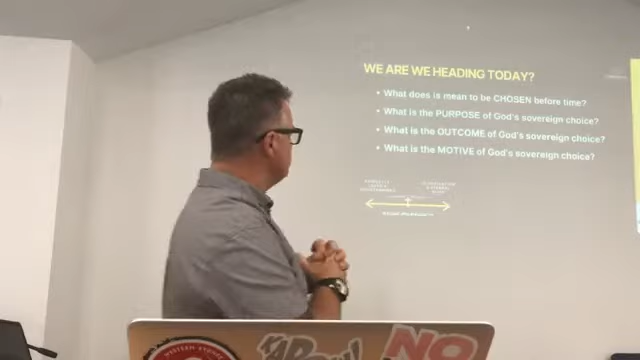 WE ARE WE HEADING TODAY?
• What does is mean to be CHOSEN before time?
• What is the PURPOSE of God's sovereign choice?
• What is the OUTCOME of God's sovereign choice?
• What is the MOTIVE of God's sovereign choice?
NO